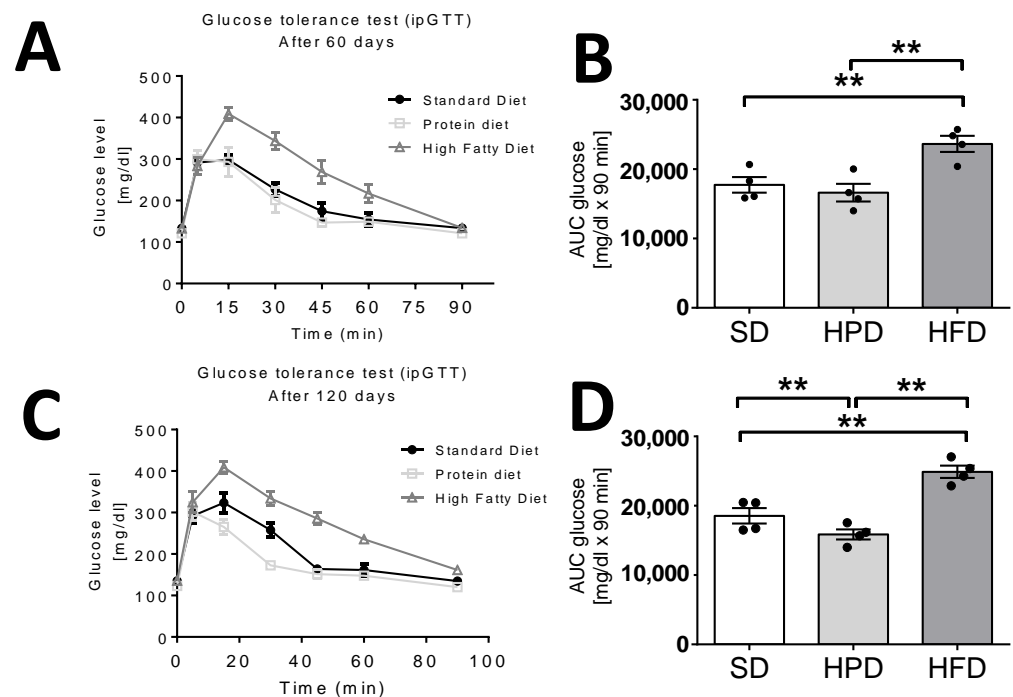 A
Glucose tolerance test (ipGTT)
After 60 days
500
400
300
200
100
0
Glucose level
[mg/dl]
Standard Diet
Protein diet
High Fatty Diet
0 15 30 45 60 75 90
Time (min)
B
**
**
30,000
20,000
10,000
0
AUC glucose
[mg/dl x 90 min]
SD HPD HFD
C
Glucose tolerance test (ipGTT)
After 120 days
500
400
300
200
100
0
Glucose level
[mg/dl]
Standard Diet
Protein diet
High Fatty Diet
0 20 40 60 80 100
Time (min)
D
** **
**
30,000
20,000
10,000
0
AUC glucose
[mg/dl x 90 min]
SD HPD HFD